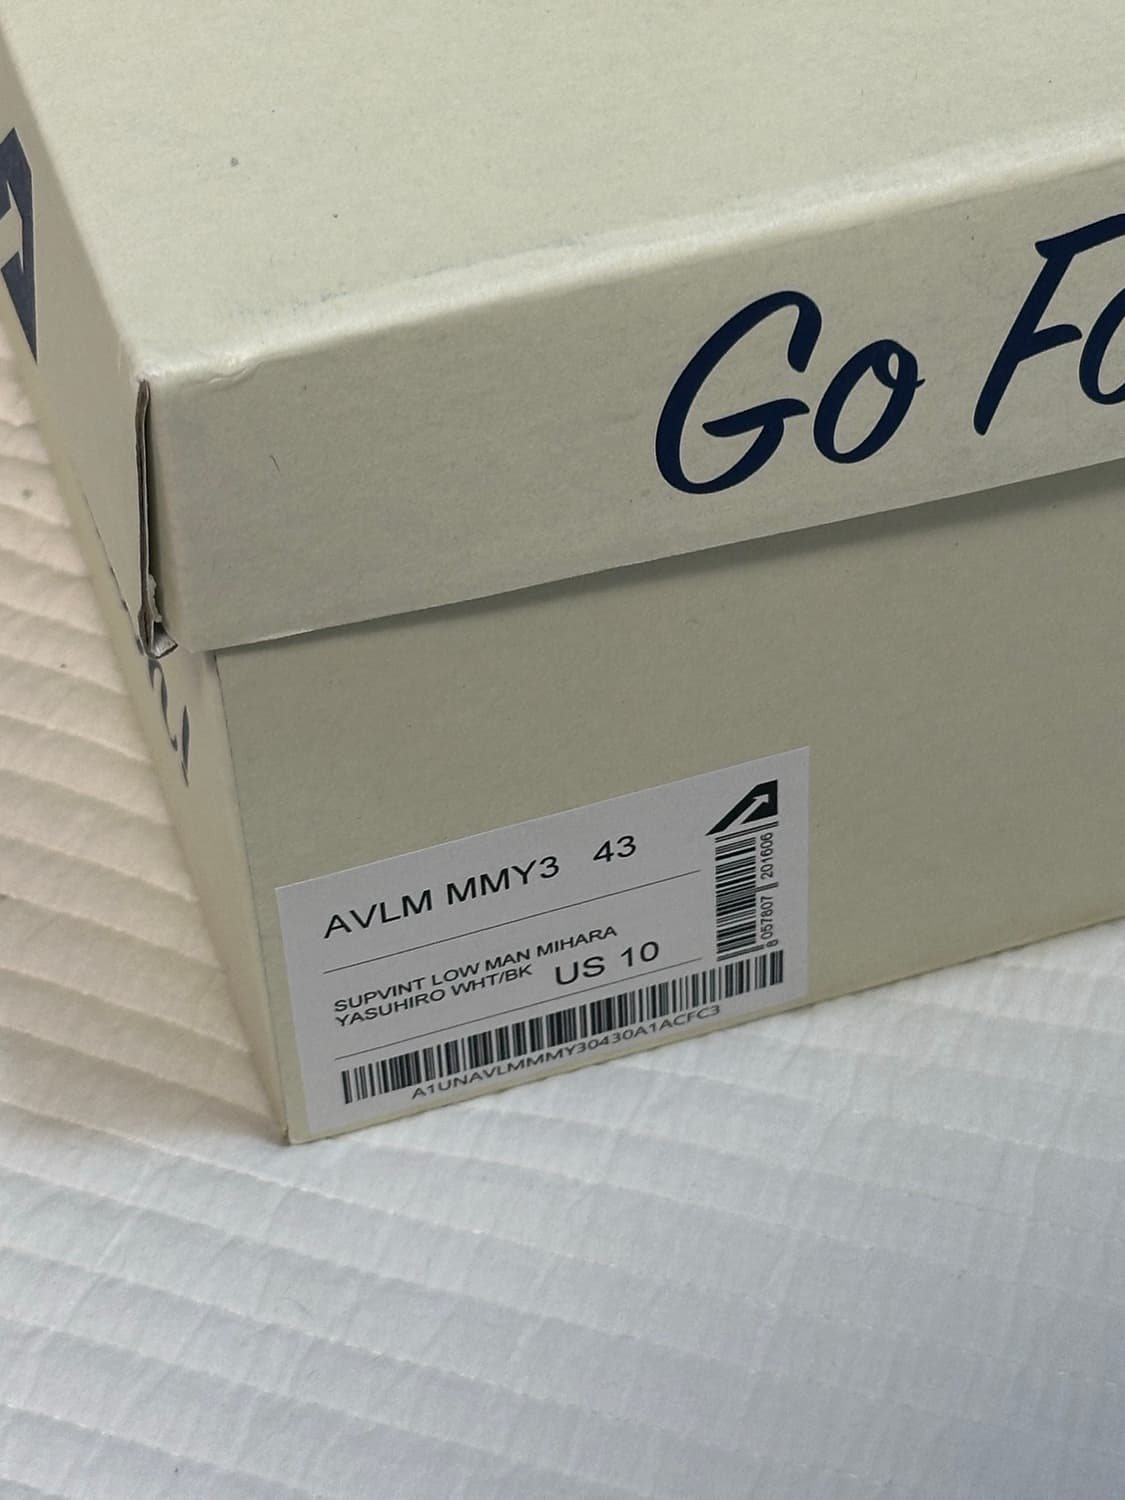 Go Fo
AVLM MMY3 43
SUPVINT LOW MAN MIHARA
YASUHIRO WHT/BK US 10
8 057807 201606
A1UNAVLMMMY30430A1ACFC3